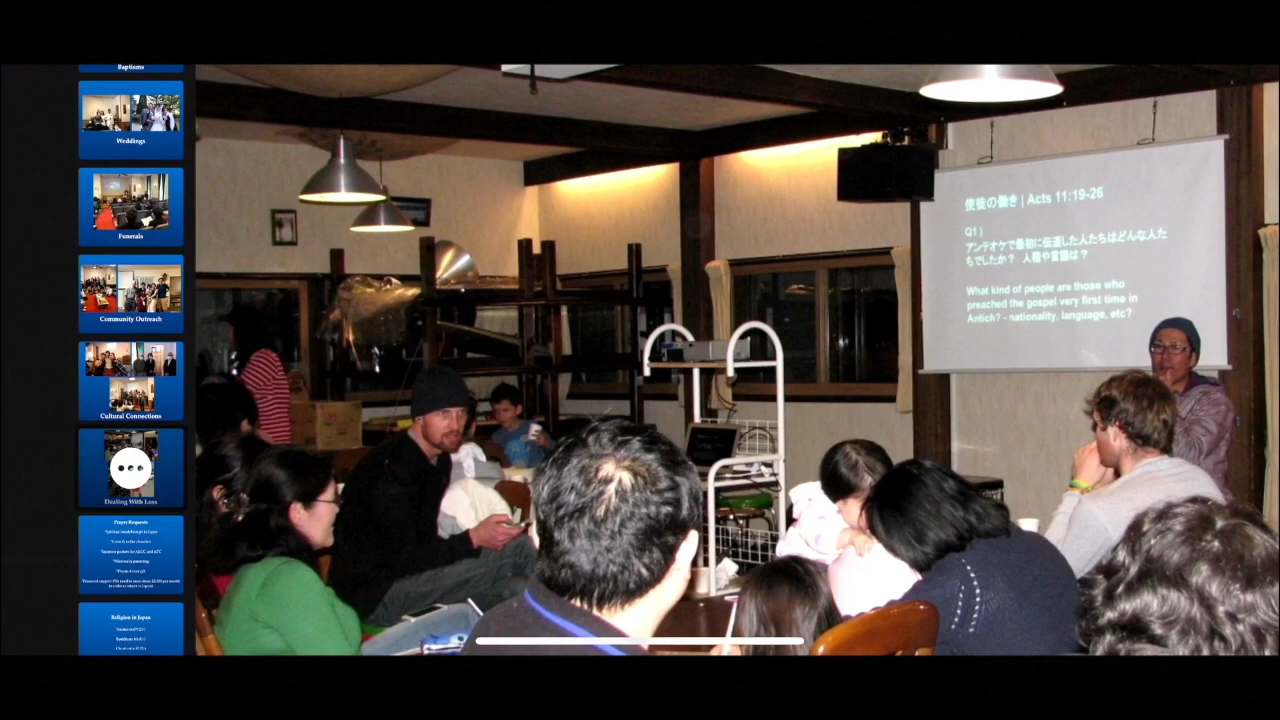 Baptisms
Weddings
Funerals
Community Outreach
Cultural Connections
Dealing With Loss
Prayer Requests
Religion in Japan
使徒の働き | Acts 11:19-26
Q1 )
アンテオケで最初に伝道した人たちはどんな人た
ちでしたか？ 人種や言語は？
What kind of people are those who
preached the gospel very first time in
Antich? - nationality, language, etc?